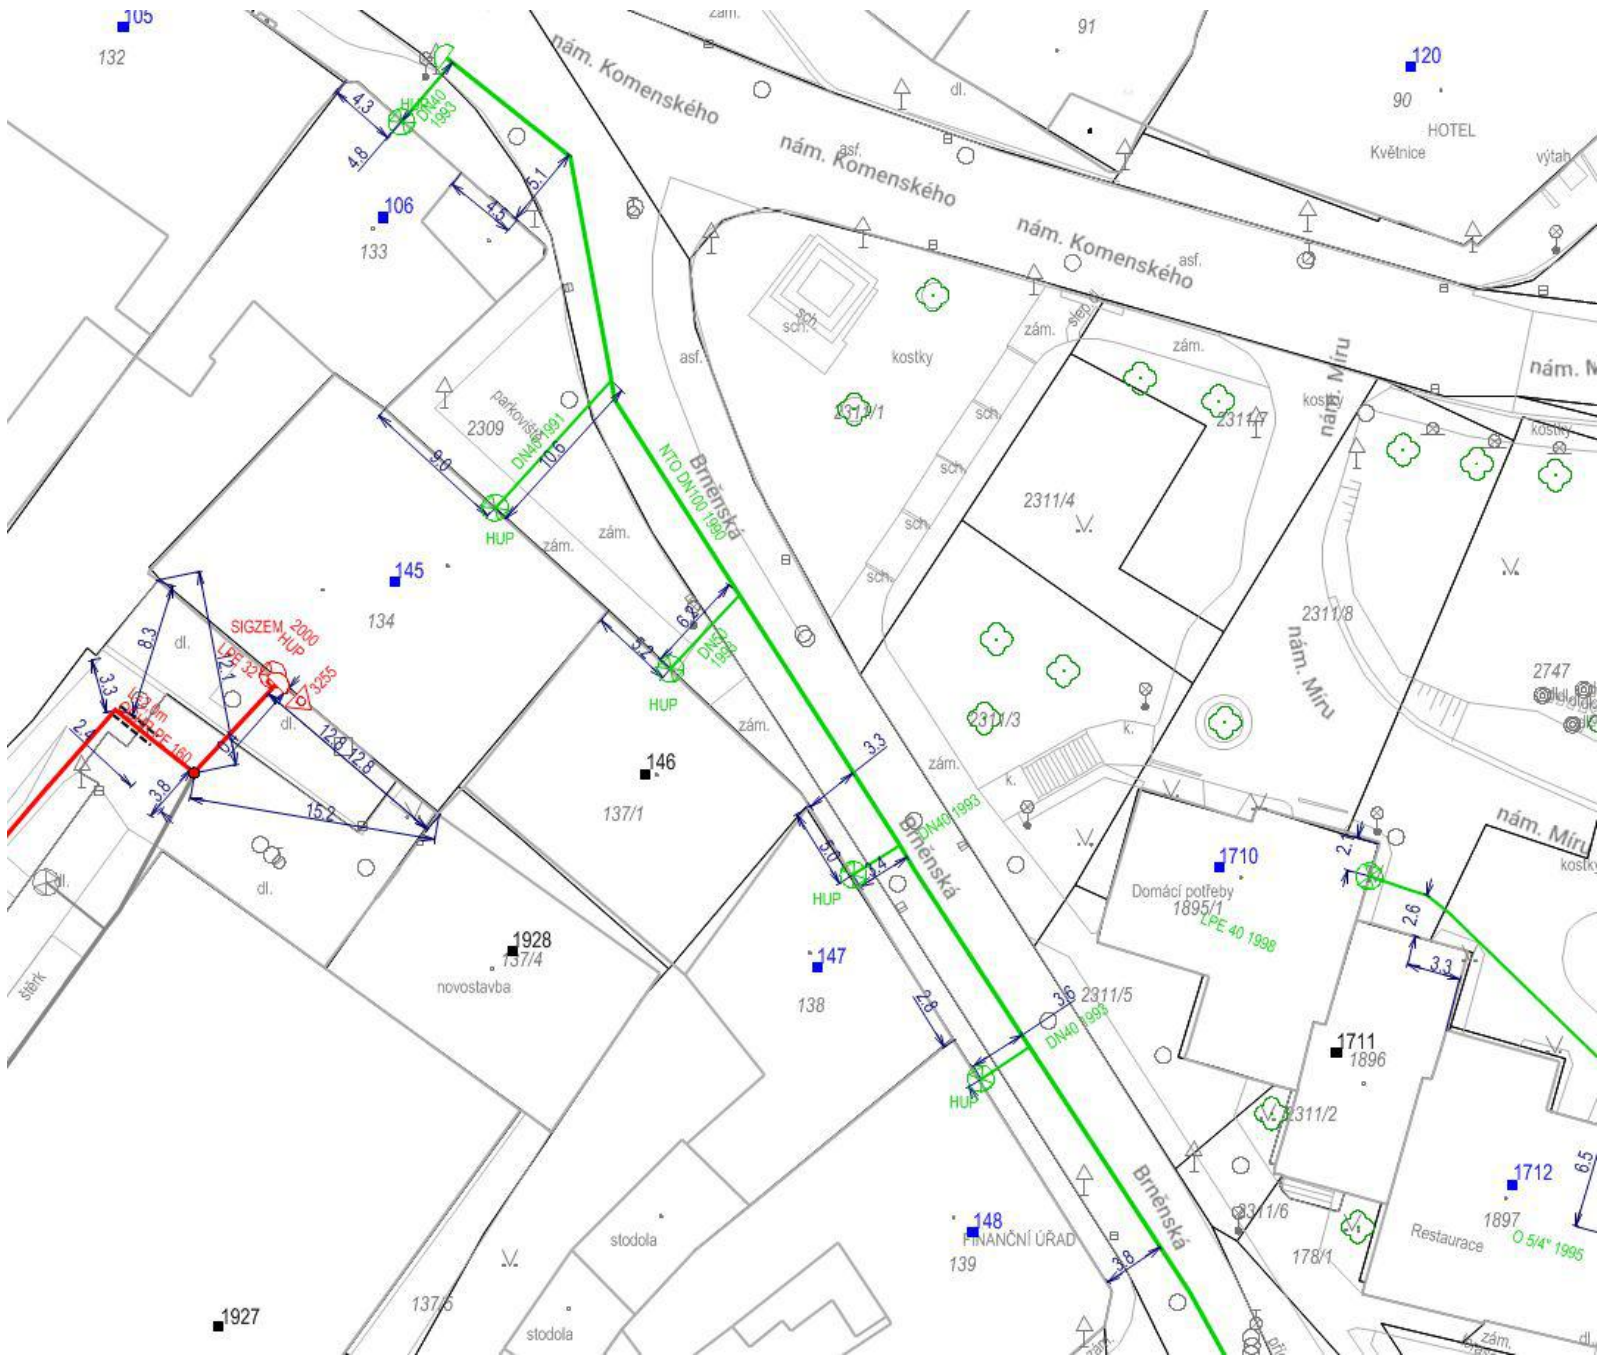 105
132
zám.
91
120
90
HOTEL
Květnice
výtah
dl.
nám. Komenského
nám. Komenského
nám. Komenského
asf.
asf.
4.3
DN40
1993
4.8
5.1
4.5
106
133
sch.
sch.
kostky
zám.
zám.
asf.
nám. Míru
kostky
kostky
parkoviště
2309
DN40 1991
10.6
9.0
HUP
zám.
zám.
NTO DN100 1990
Brněnská
2311/1
sch.
sch.
sch.
sch.
2311/4
2311/7
2311/8
nám. Míru
2747
145
134
SIGZEM 2000
HUP
LPE 32
3255
dl.
8.3
3.3
2.4
3.8
15.2
12.8
12.8
dl.
dl.
dl.
6.2
DN50
1993
5.2
HUP
zám.
146
137/1
3.3
zám.
2311/3
k.
k.
DN40 1993
5.0
3.4
HUP
Brněnská
nám. Míru
kostky
1710
Domácí potřeby
1895/1
LPE 40 1998
2.6
3.3
1928
137/4
novostavba
147
138
2.8
3.6
2311/5
DN40 1993
HUP
1711
1896
2311/2
štěrk
1712
1897
Restaurace
O 5/4" 1995
6.5
2311/6
178/1
Brněnská
148
FINANČNÍ ÚŘAD
139
3.8
stodola
stodola
137/5
1927
zám.
dl.